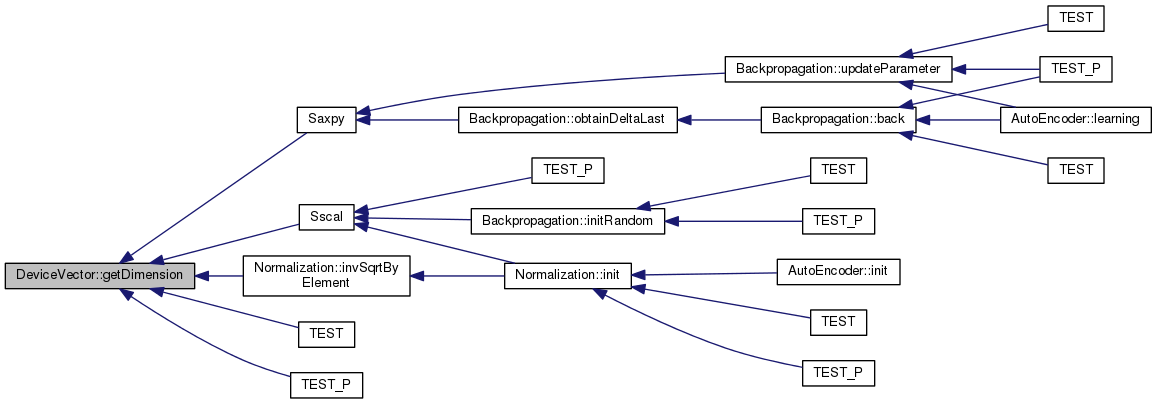 TEST
Backpropagation::updateParameter
TEST_P
Saxpy
Backpropagation::obtainDeltaLast
Backpropagation::back
AutoEncoder::learning
TEST_P
TEST
TEST
Sscal
Backpropagation::initRandom
TEST_P
DeviceVector::getDimension
Normalization::invSqrtBy
Element
Normalization::init
AutoEncoder::init
TEST
TEST
TEST_P
TEST_P